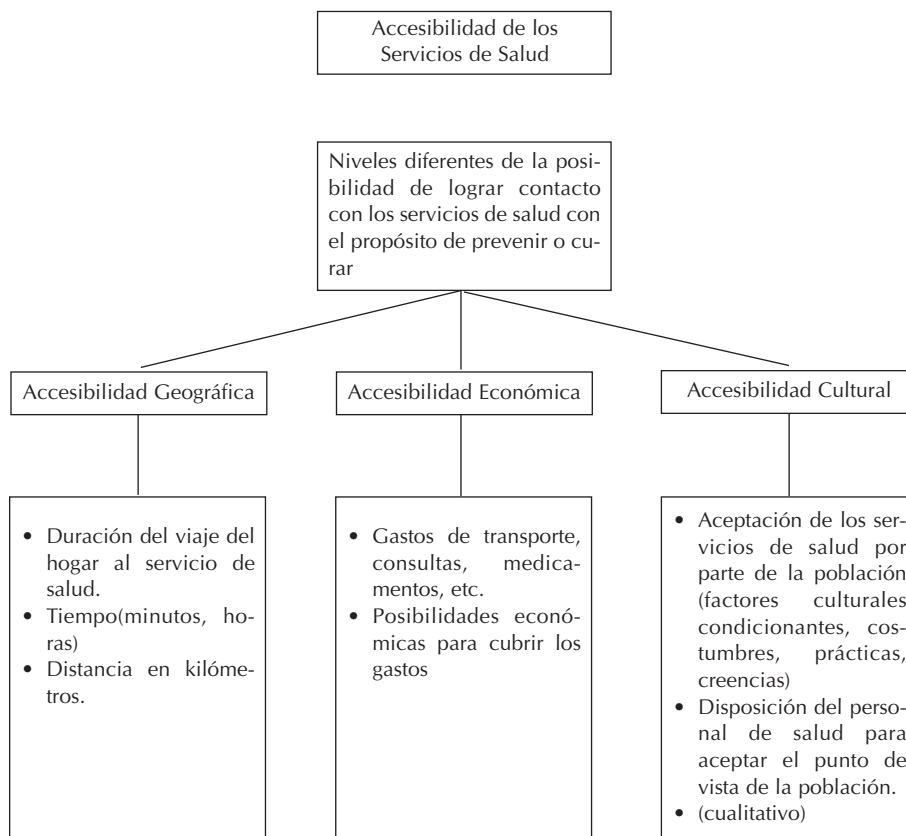 Accesibilidad de los
Servicios de Salud
Niveles diferentes de la posi-
bilidad de lograr contacto
con los servicios de salud con
el propósito de prevenir o cu-
rar
Accesibilidad Geográfica
Accesibilidad Económica
Accesibilidad Cultural
• Duración del viaje del
hogar al servicio de
salud.
• Tiempo(minutos, ho-
ras)
• Distancia en kilóme-
tros.
• Gastos de transporte,
consultas, medica-
mentos, etc.
• Posibilidades econó-
micas para cubrir los
gastos
• Aceptación de los ser-
vicios de salud por
parte de la población
(factores culturales
condicionantes, cos-
tumbres, prácticas,
creencias)
• Disposición del perso-
nal de salud para
aceptar el punto de
vista de la población.
• (cualitativo)